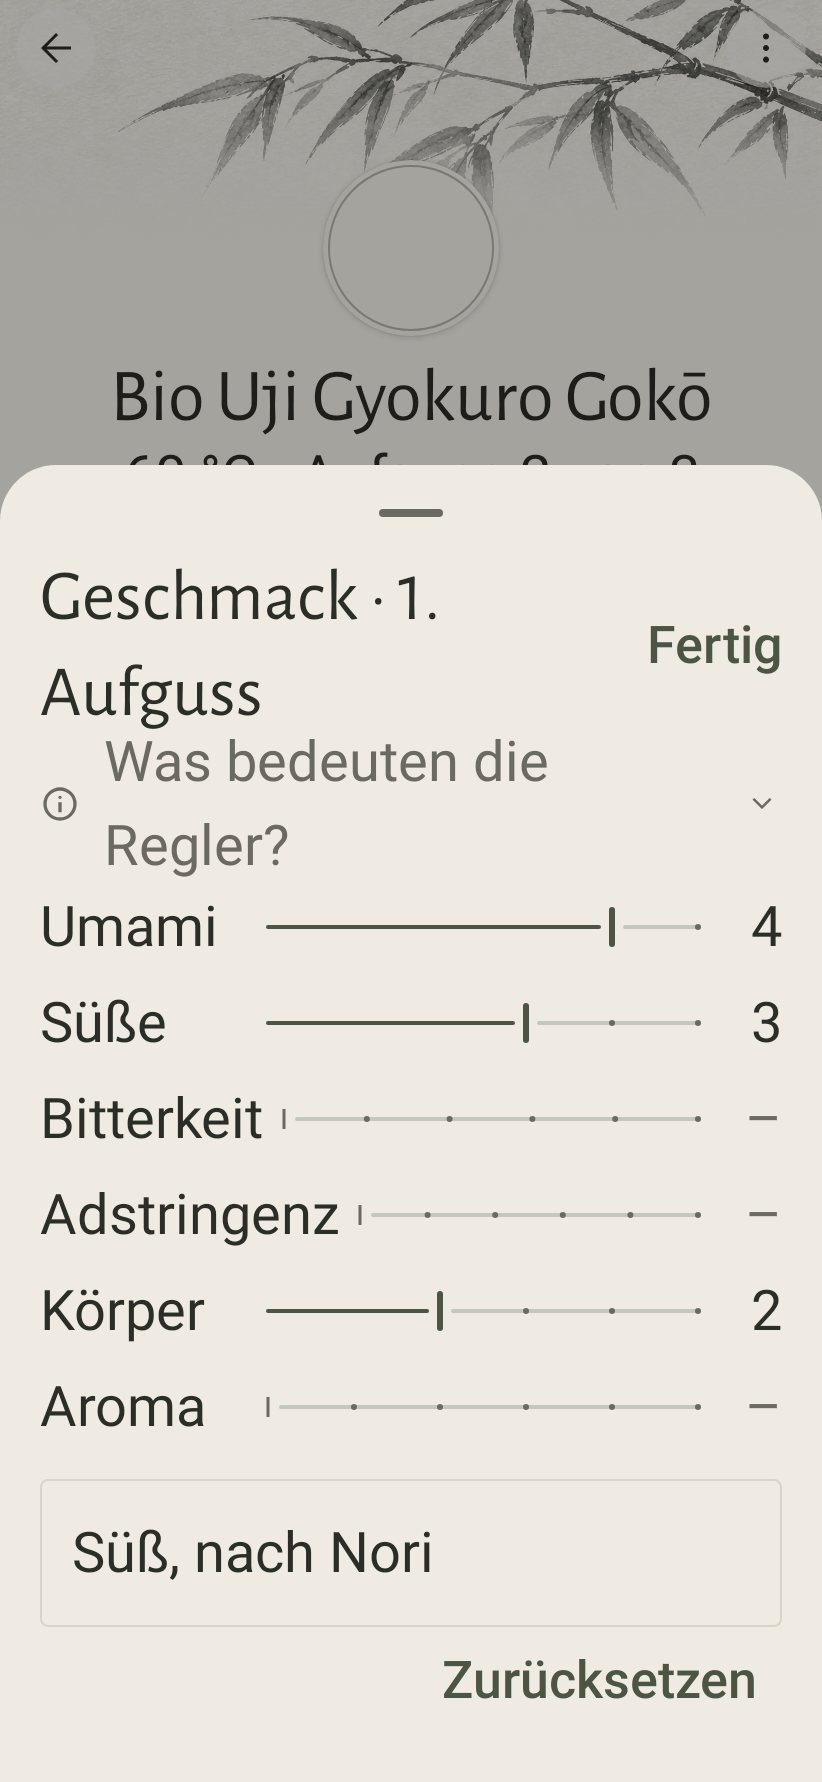 Bio Uji Gyokuro Gokō
Geschmack · 1.
Aufguss
Fertig
Was bedeuten die
Regler?
Umami 4
Süße 3
Bitterkeit –
Adstringenz –
Körper 2
Aroma –
Süß, nach Nori
Zurücksetzen